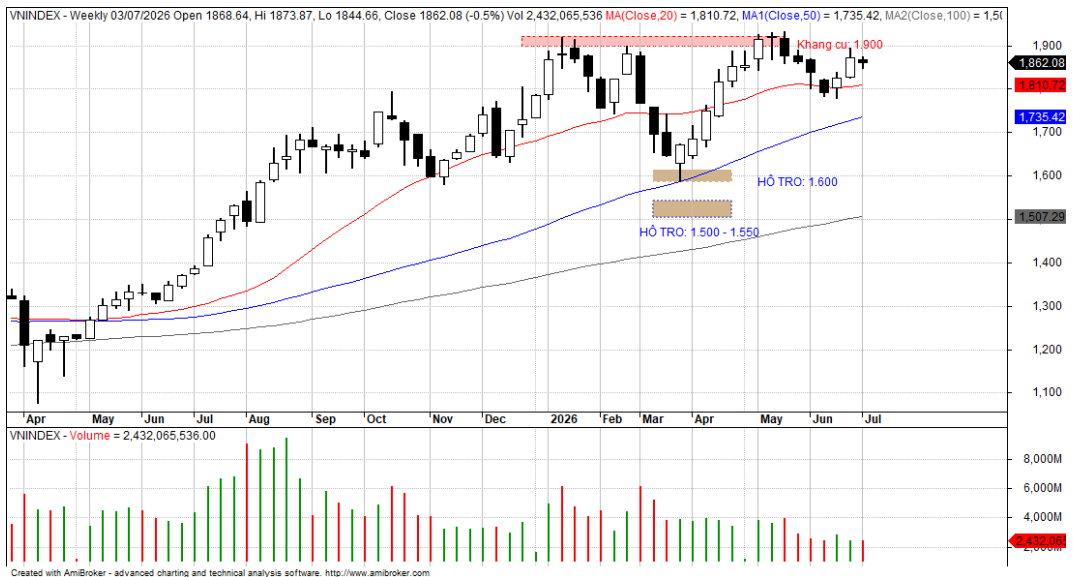 VNINDEX - Weekly 03/07/2026 Open 1868.64, Hi 1873.87, Lo 1844.66, Close 1862.08 (-0.5%) Vol 2,432,065,536 MA(Close,20) = 1,810.72, MA1(Close,50) = 1,735.42, MA2(Close,100) = 1,50
Khang cu: 1.900
1,900
1,862.08
1,810.72
1,735.42
1,700
HỖ TRO: 1.600
1,600
HỖ TRO: 1.500 - 1.550
1,507.29
1,400
1,300
1,200
1,100
Apr May Jun Jul Aug Sep Oct Nov Dec 2026 Feb Mar Apr May Jun Jul
VNINDEX - Volume = 2,432,065,536.00
8,000M
6,000M
4,000M
2,432,065
2,000M
Created with AmiBroker - advanced charting and technical analysis software. http://www.amibroker.com